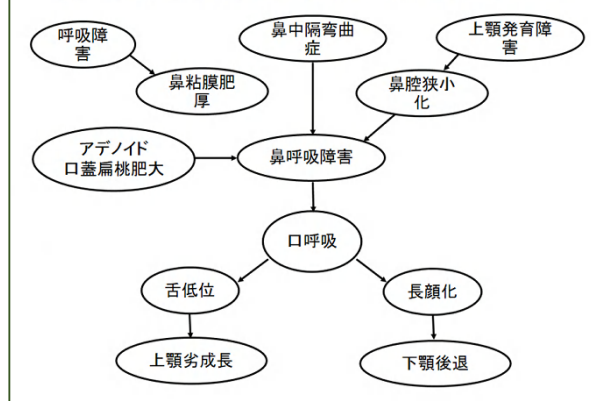 呼吸障
害
鼻中隔弯曲
症
上顎発育障
害
鼻粘膜肥
厚
鼻腔狭小
化
アデノイド
口蓋扁桃肥大
鼻呼吸障害
口呼吸
舌低位
長顔化
上顎劣成長
下顎後退